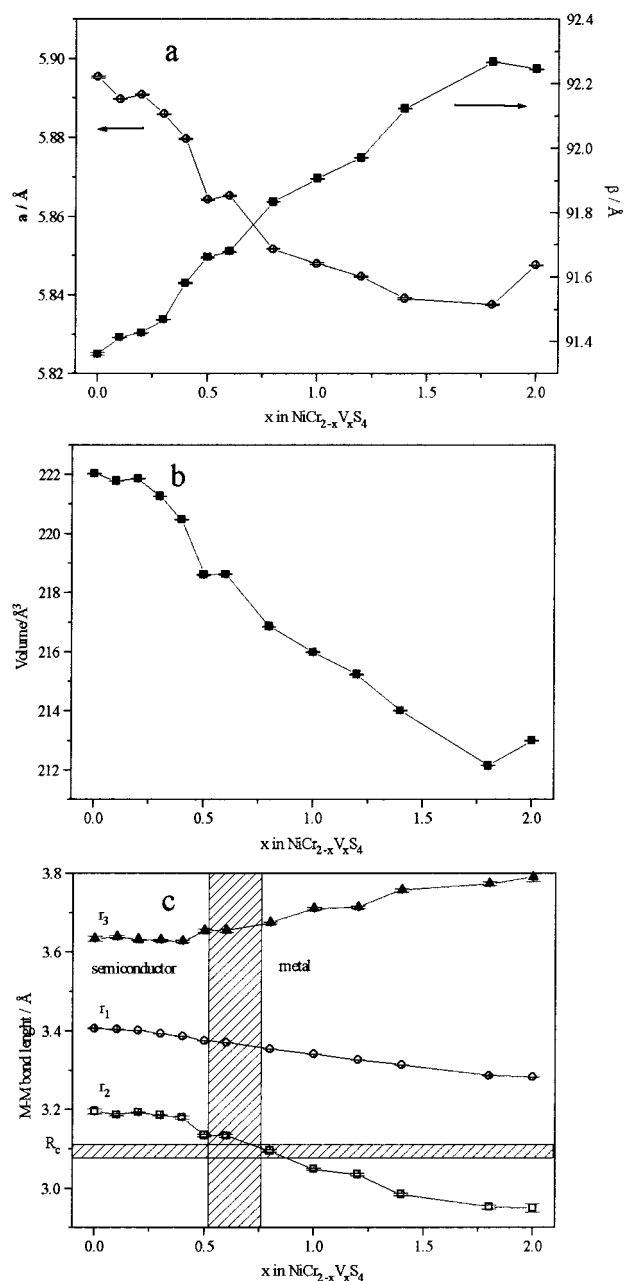 a
5.90
5.88
5.86
5.84
5.82
a / Å
92.4
92.2
92.0
91.8
91.6
91.4
β / Å
0.0 0.5 1.0 1.5 2.0
x in NiCr₂₋ₓVₓS₄
b
222
220
218
216
214
212
Volume/Å³
0.0 0.5 1.0 1.5 2.0
x in NiCr₂₋ₓVₓS₄
c
3.8
3.6
3.4
3.2
R_c
3.0
M-M bond lenght / Å
r₃
semiconductor metal
r₁
r₂
0.0 0.5 1.0 1.5 2.0
x in NiCr₂₋ₓVₓS₄